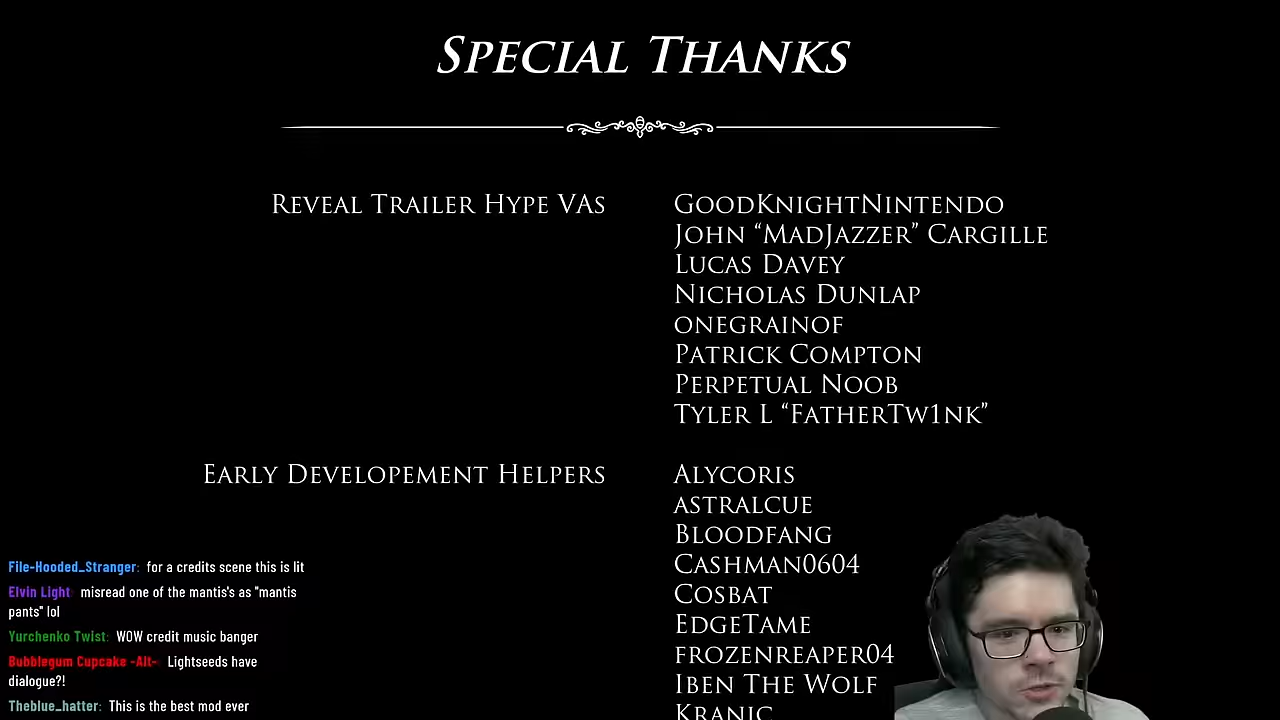 Special Thanks
Reveal Trailer Hype VAs
GoodKnightNintendo
John “MadJazzer” Cargille
Lucas Davey
Nicholas Dunlap
onegrainof
Patrick Compton
Perpetual Noob
Tyler L “FatherTw1nk”
Early Developement Helpers
Alycoris
astralcue
Bloodfang
Cashman0604
Cosbat
EdgeTame
frozenreaper04
Iben The Wolf
Kranic
File-Hooded_Stranger: for a credits scene this is lit
Elvin Light: misread one of the mantis's as "mantis
pants" lol
Yurchenko Twist: WOW credit music banger
Bubblegum Cupcake -Alt-: Lightseeds have
dialogue?!
Theblue_hatter: This is the best mod ever